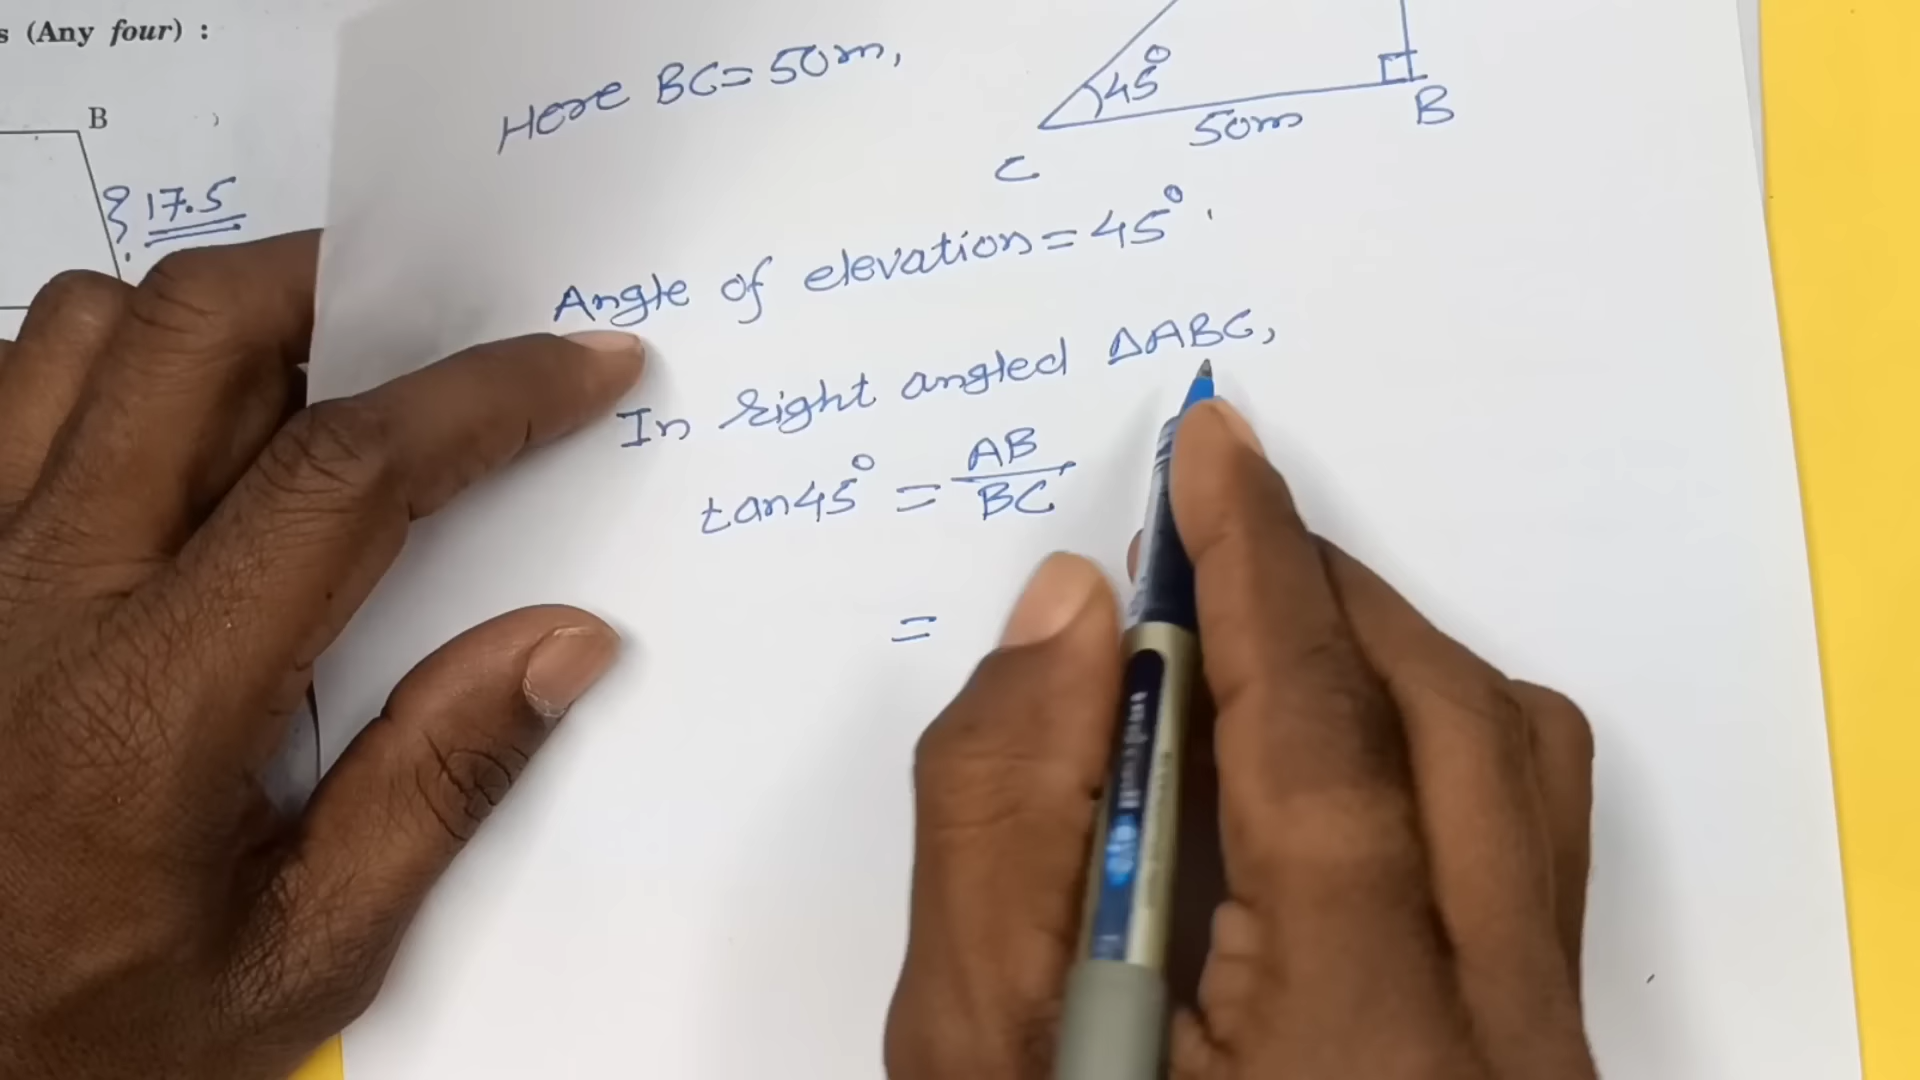 s (Any four) :
B
17.5
Here BC = 50m,
45°
50m
B
C
Angle of elevation = 45°.
In right angled ΔABC,
tan45° = AB/BC
=